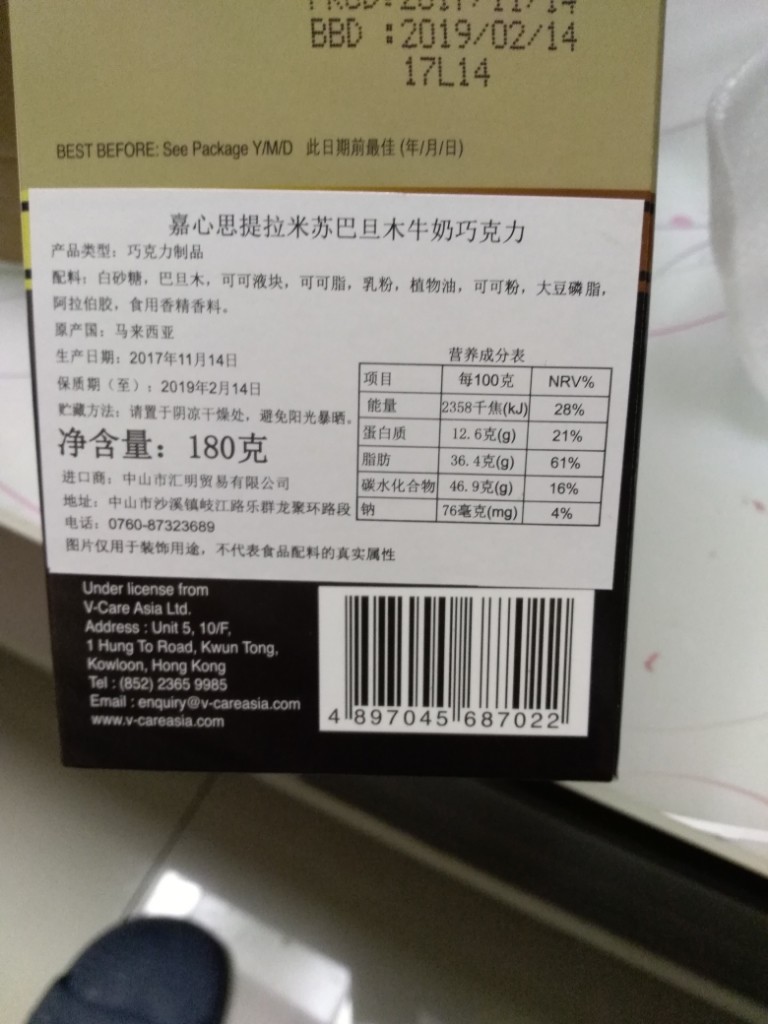 PROD:2017/11/14
BBD :2019/02/14
17L14
BEST BEFORE: See Package Y/M/D 此日期前最佳 (年/月/日)
嘉心思提拉米苏巴旦木牛奶巧克力
产品类型：巧克力制品
配料：白砂糖，巴旦木，可可液块，可可脂，乳粉，植物油，可可粉，大豆磷脂，
阿拉伯胶，食用香精香料。
原产国：马来西亚
生产日期：2017年11月14日
保质期（至）：2019年2月14日
贮藏方法：请置于阴凉干燥处，避免阳光暴晒。
净含量：180克
进口商：中山市汇明贸易有限公司
地址：中山市沙溪镇岐江路乐群龙聚环路段
电话：0760-87323689
图片仅用于装饰用途，不代表食品配料的真实属性
营养成分表
项目 每100克 NRV%
能量 2358千焦(kJ) 28%
蛋白质 12.6克(g) 21%
脂肪 36.4克(g) 61%
碳水化合物 46.9克(g) 16%
钠 76毫克(mg) 4%
Under license from
V-Care Asia Ltd.
Address : Unit 5, 10/F,
1 Hung To Road, Kwun Tong,
Kowloon, Hong Kong
Tel : (852) 2365 9985
Email : enquiry@v-careasia.com
www.v-careasia.com
4 897045 687022